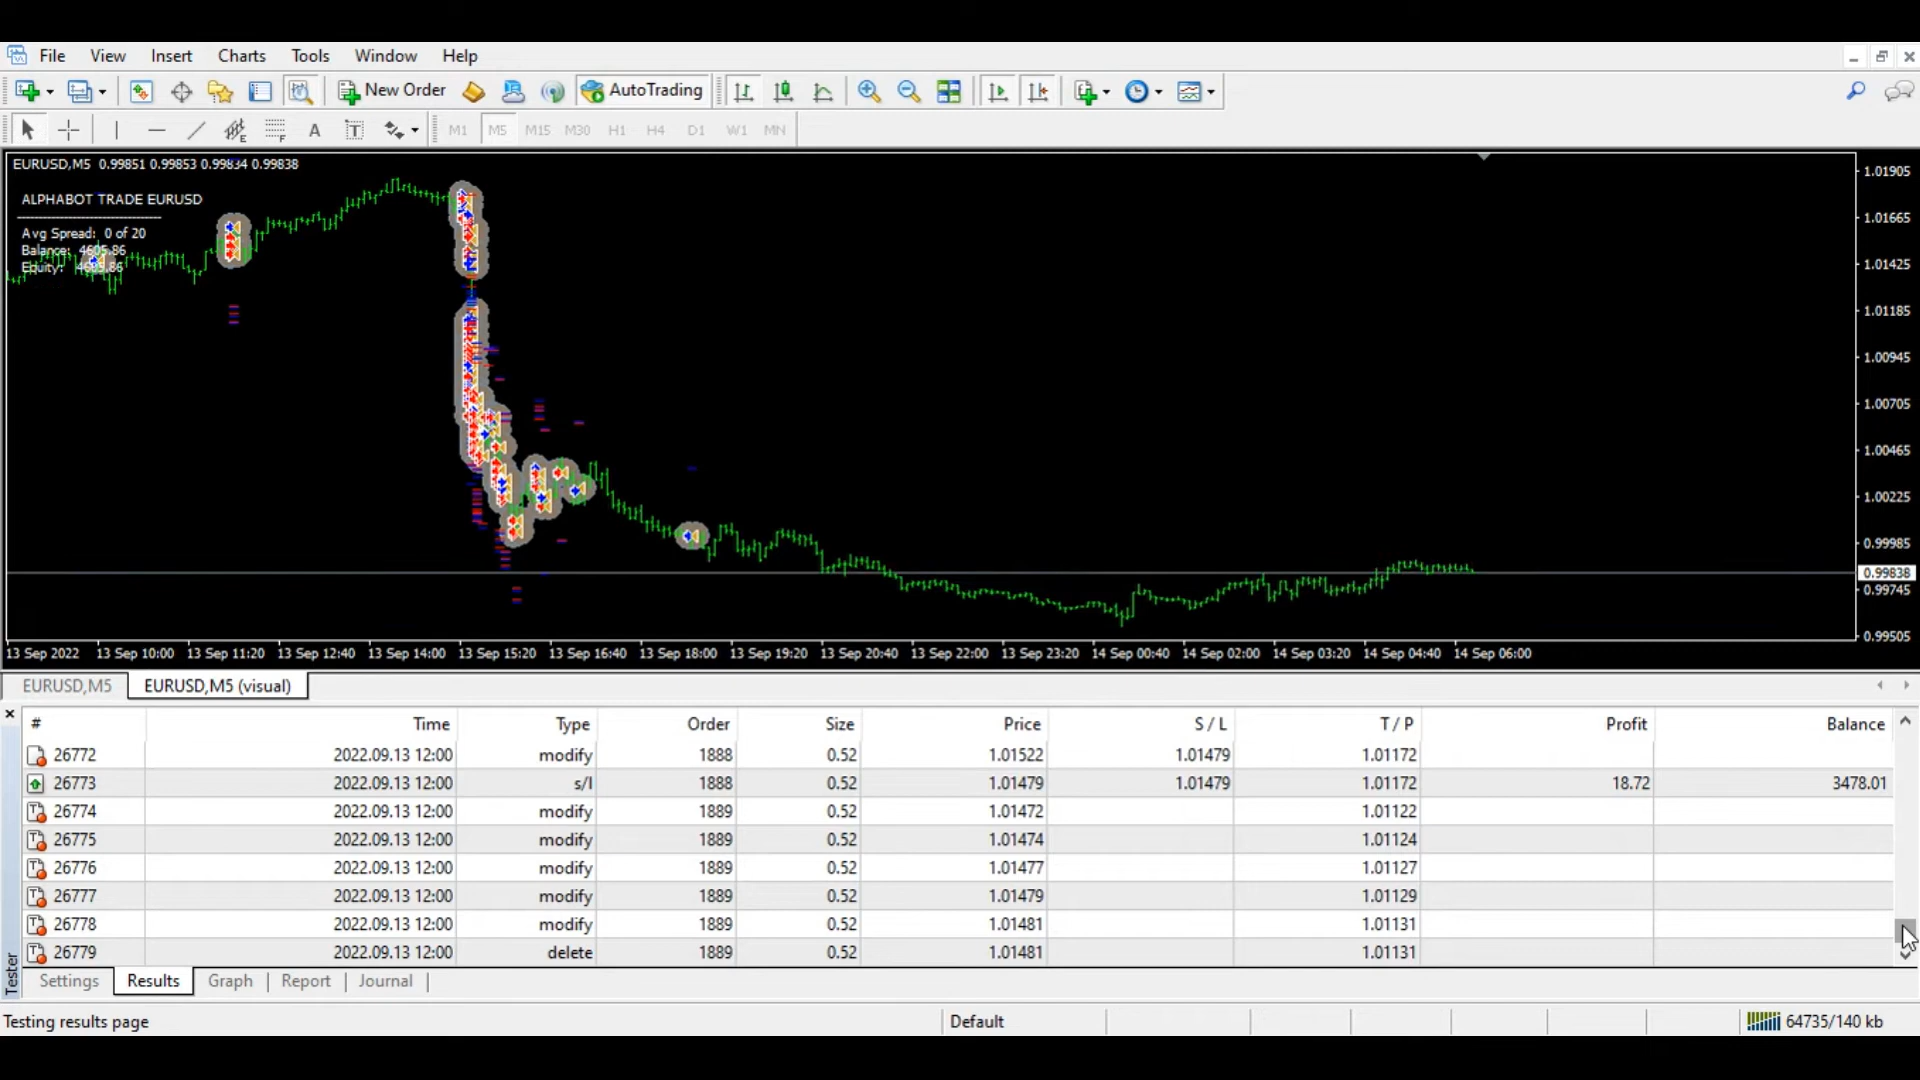 File View Insert Charts Tools Window Help
New Order AutoTrading
A T M1 M5 M15 M30 H1 H4 D1 W1 MN
EURUSD,M5 0.99851 0.99853 0.99834 0.99838
ALPHABOT TRADE EURUSD
Avg Spread: 0 of 20
Balance: 4605.86
Equity: 4605.86
1.01905
1.01665
1.01425
1.01185
1.00945
1.00705
1.00465
1.00225
0.99985
0.99838
0.99745
0.99505
13 Sep 2022 13 Sep 10:00 13 Sep 11:20 13 Sep 12:40 13 Sep 14:00 13 Sep 15:20 13 Sep 16:40 13 Sep 18:00 13 Sep 19:20 13 Sep 20:40 13 Sep 22:00 13 Sep 23:20 14 Sep 00:40 14 Sep 02:00 14 Sep 03:20 14 Sep 04:40 14 Sep 06:00
EURUSD,M5 EURUSD,M5 (visual)
# Time Type Order Size Price S / L T / P Profit Balance
26772 2022.09.13 12:00 modify 1888 0.52 1.01522 1.01479 1.01172
26773 2022.09.13 12:00 s/l 1888 0.52 1.01479 1.01479 1.01172 18.72 3478.01
26774 2022.09.13 12:00 modify 1889 0.52 1.01472 1.01122
26775 2022.09.13 12:00 modify 1889 0.52 1.01474 1.01124
26776 2022.09.13 12:00 modify 1889 0.52 1.01477 1.01127
26777 2022.09.13 12:00 modify 1889 0.52 1.01479 1.01129
26778 2022.09.13 12:00 modify 1889 0.52 1.01481 1.01131
26779 2022.09.13 12:00 delete 1889 0.52 1.01481 1.01131
Tester
Settings Results Graph Report Journal
Testing results page Default 64735/140 kb